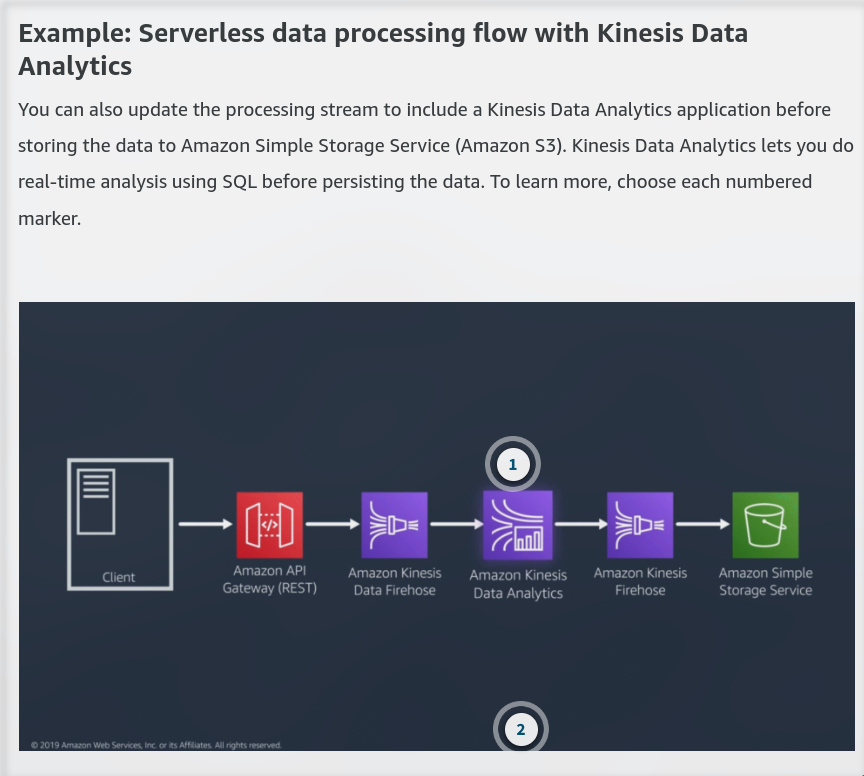 Example: Serverless data processing flow with Kinesis Data
Analytics
You can also update the processing stream to include a Kinesis Data Analytics application before
storing the data to Amazon Simple Storage Service (Amazon S3). Kinesis Data Analytics lets you do
real-time analysis using SQL before persisting the data. To learn more, choose each numbered
marker.
1
Client
Amazon API
Gateway (REST)
Amazon Kinesis
Data Firehose
Amazon Kinesis
Data Analytics
Amazon Kinesis
Firehose
Amazon Simple
Storage Service
2
© 2019 Amazon Web Services, Inc. or its Affiliates. All rights reserved.